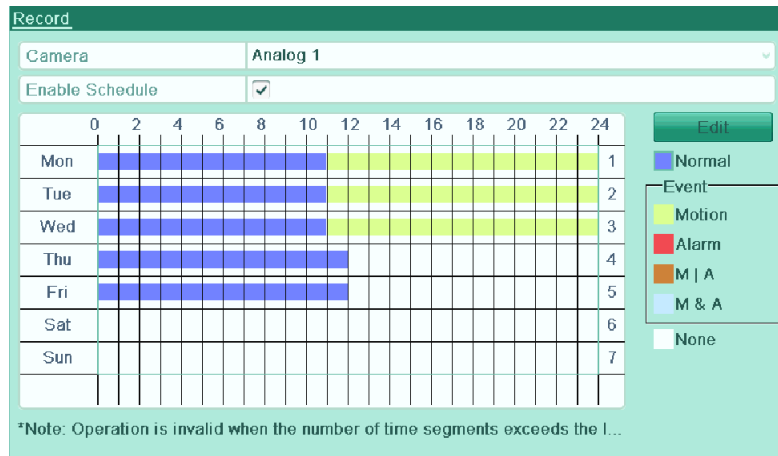 Record
Camera Analog 1
Enable Schedule
0 2 4 6 8 10 12 14 16 18 20 22 24 Edit
Mon 1 Normal
Tue 2 Event
Wed 3 Motion
Thu 4 Alarm
Fri 5 M | A
Sat 6 M & A
Sun 7 None
*Note: Operation is invalid when the number of time segments exceeds the l...